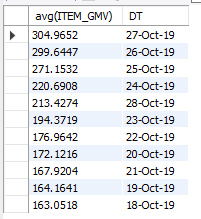 avg(ITEM_GMV) DT
304.9652 27-Oct-19
299.6447 26-Oct-19
271.1532 25-Oct-19
220.6908 24-Oct-19
213.4274 28-Oct-19
194.3719 23-Oct-19
176.9642 22-Oct-19
172.1216 20-Oct-19
167.9204 21-Oct-19
164.1641 19-Oct-19
163.0518 18-Oct-19